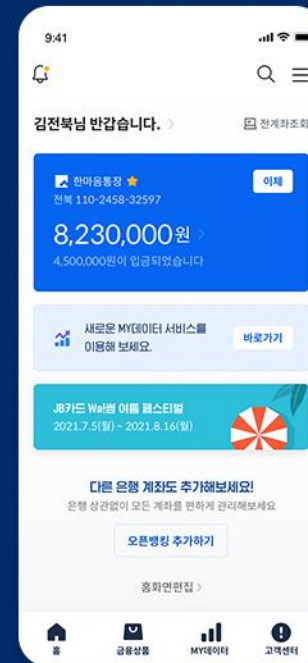 9:41
김전북님 반갑습니다.
전계좌조회
한마음통장
이체
전북 110-2458-32597
8,230,000원
4,500,000원이 입금되었습니다
새로운 MY데이터 서비스를
이용해 보세요.
바로가기
JB카드 Wa!썸 여름 페스티벌
2021.7.5(월) ~ 2021.8.16(월)
다른 은행 계좌도 추가해보세요!
은행 상관없이 모든 계좌를 편하게 관리해보세요
오픈뱅킹 추가하기
홈화면편집
홈
금융상품
MY데이터
고객센터